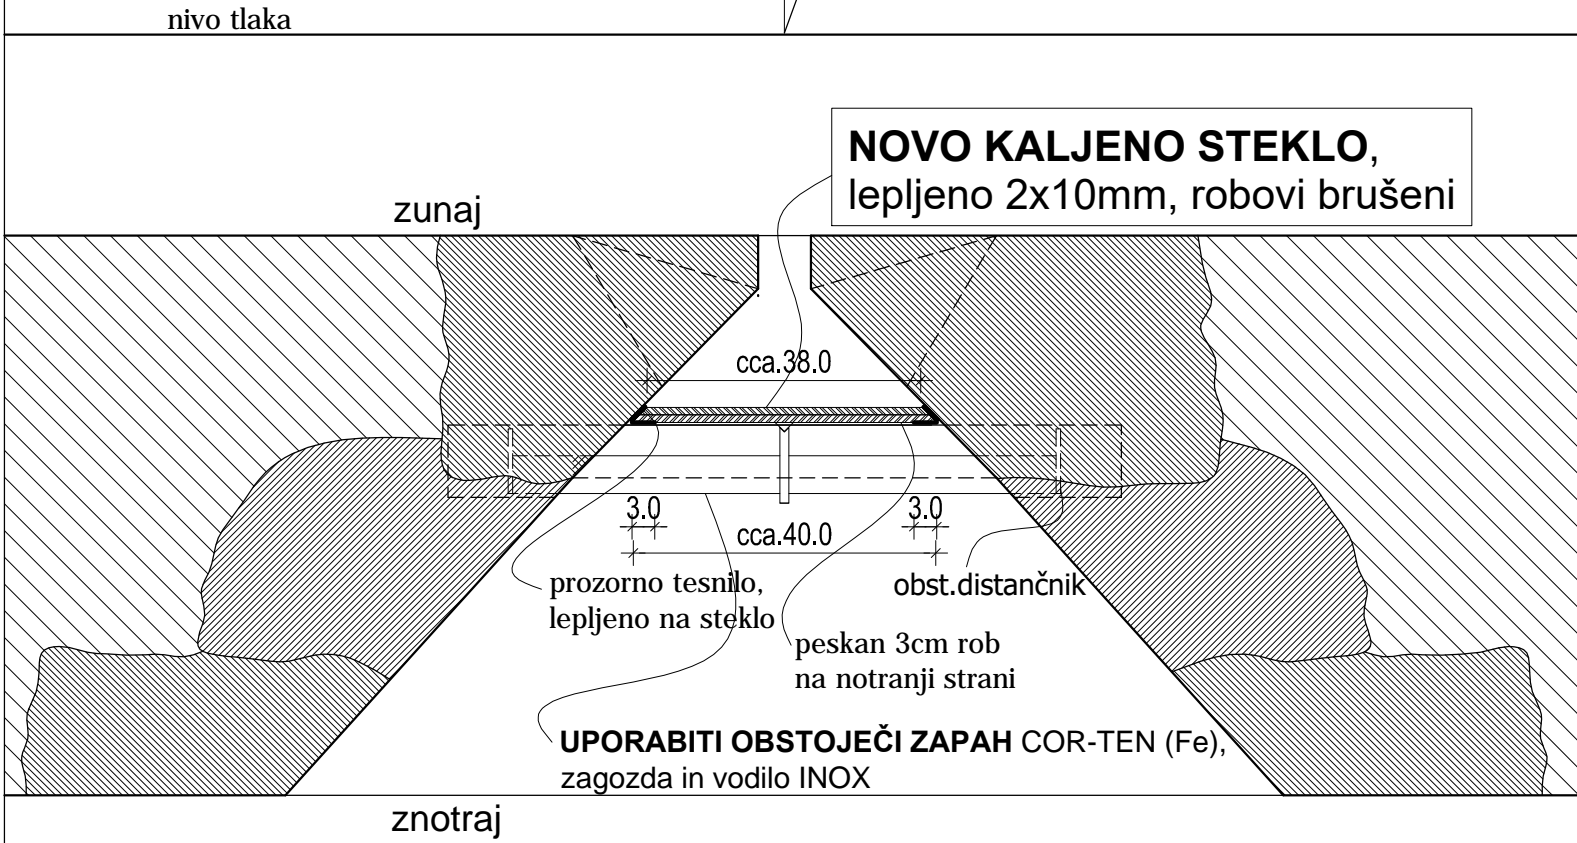 nivo tlaka
NOVO KALJENO STEKLO,
lepljeno 2x10mm, robovi brušeni
zunaj
cca.38.0
3.0
3.0
cca.40.0
prozorno tesnilo,
lepljeno na steklo
obst.distančnik
peskan 3cm rob
na notranji strani
UPORABITI OBSTOJEČI ZAPAH COR-TEN (Fe),
zagozda in vodilo INOX
znotraj